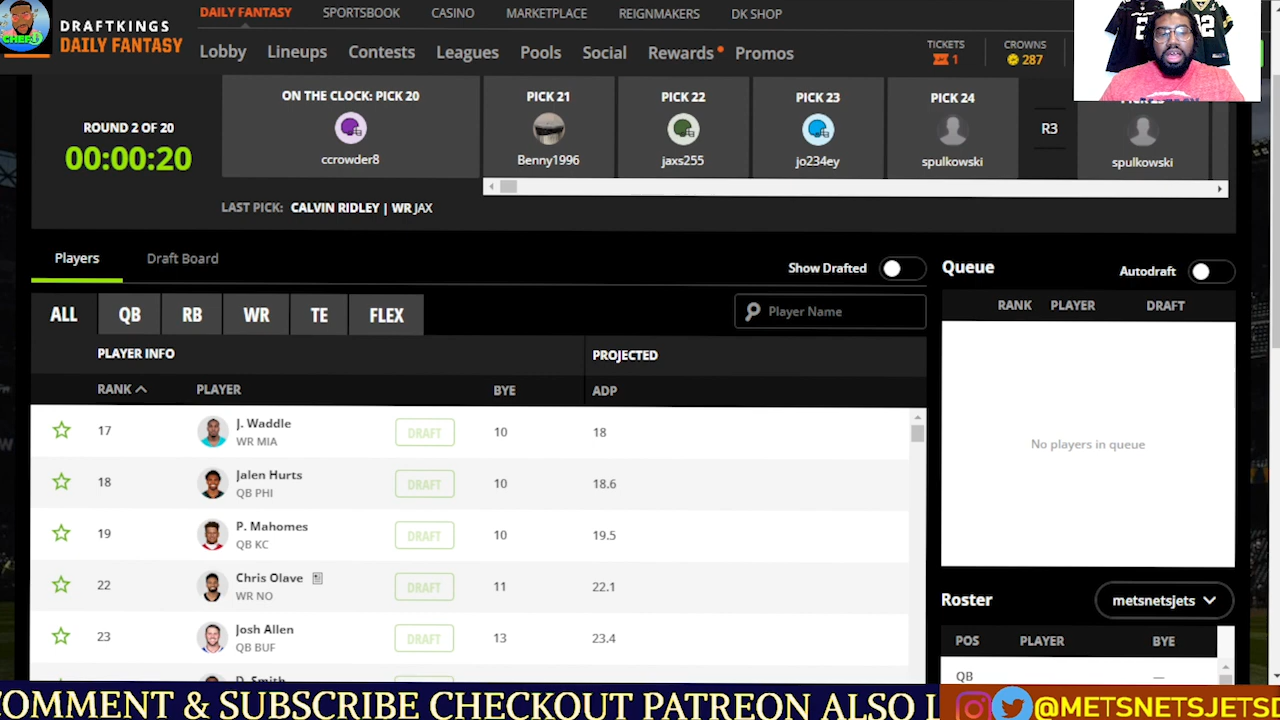 CHEF
DRAFTKINGS
DAILY FANTASY
DAILY FANTASY
SPORTSBOOK
CASINO
MARKETPLACE
REIGNMAKERS
DK SHOP
Lobby
Lineups
Contests
Leagues
Pools
Social
Rewards
Promos
TICKETS
1
CROWNS
287
ROUND 2 OF 20
00:00:20
ON THE CLOCK: PICK 20
ccrowder8
PICK 21
Benny1996
PICK 22
jaxs255
PICK 23
jo234ey
PICK 24
spulkowski
R3
spulkowski
LAST PICK: CALVIN RIDLEY | WR JAX
Players
Draft Board
Show Drafted
ALL
QB
RB
WR
TE
FLEX
Player Name
PLAYER INFO
PROJECTED
RANK
PLAYER
BYE
ADP
17
J. Waddle
WR MIA
DRAFT
10
18
18
Jalen Hurts
QB PHI
DRAFT
10
18.6
19
P. Mahomes
QB KC
DRAFT
10
19.5
22
Chris Olave
WR NO
DRAFT
11
22.1
23
Josh Allen
QB BUF
DRAFT
13
23.4
D. Smith
Queue
Autodraft
RANK
PLAYER
DRAFT
No players in queue
Roster
metsnetsjets
POS
PLAYER
BYE
QB
—
COMMENT & SUBSCRIBE CHECKOUT PATREON ALSO L
@METSNETSJETSD